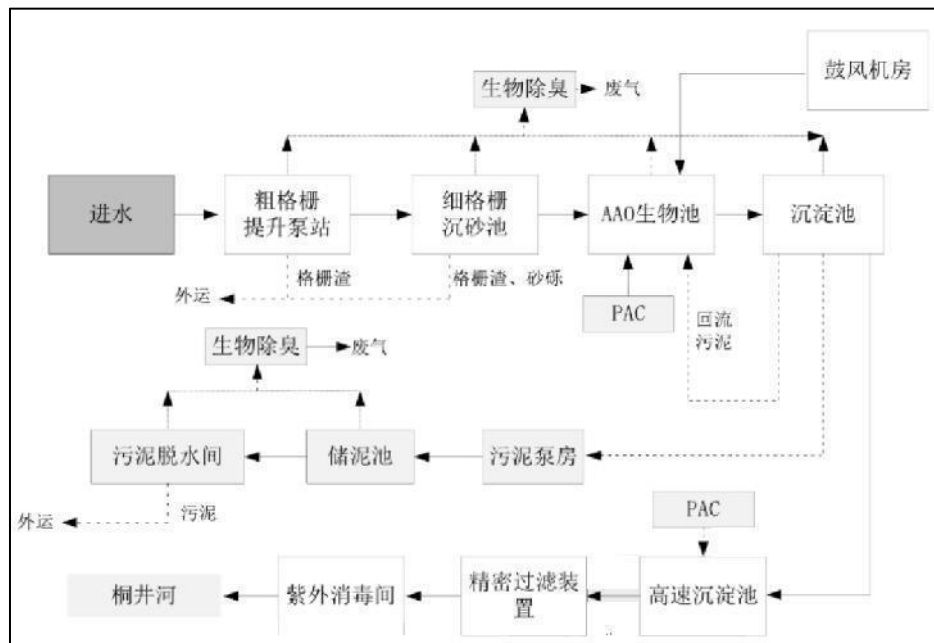 鼓风机房
生物除臭
废气
进水
粗格栅
提升泵站
细格栅
沉砂池
AAO生物池
沉淀池
格栅渣
格栅渣、砂砾
外运
PAC
回流
污泥
生物除臭
废气
污泥脱水间
储泥池
污泥泵房
污泥
外运
PAC
桐井河
紫外消毒间
精密过滤装
置
高速沉淀池